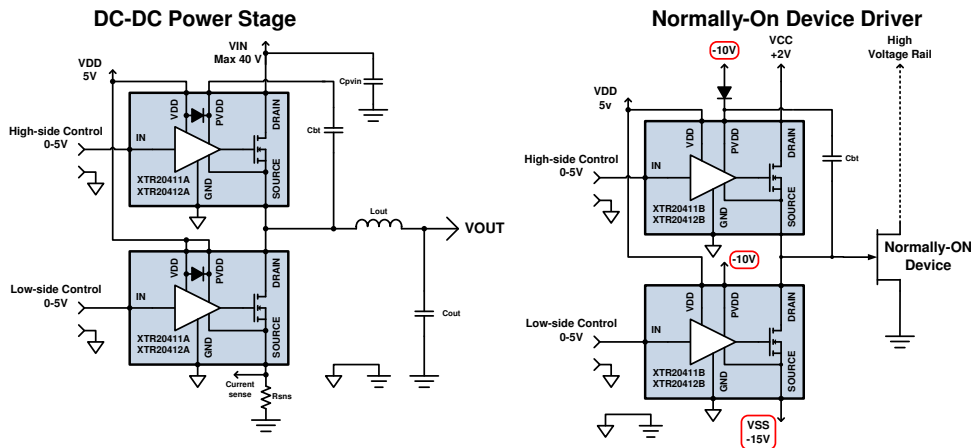 DC-DC Power Stage
VIN
Max 40 V
VDD
5V
Cpvin
VDD
PVDD
DRAIN
High-side Control
0-5V
IN
Cbt
XTR20411A
XTR20412A
GND
SOURCE
Lout
VOUT
VDD
PVDD
DRAIN
Low-side Control
0-5V
IN
Cout
XTR20411A
XTR20412A
GND
SOURCE
Current
sense
Rsns
Normally-On Device Driver
-10V
VCC
+2V
High
Voltage Rail
VDD
5v
VDD
PVDD
DRAIN
High-side Control
0-5V
IN
Cbt
XTR20411B
XTR20412B
GND
SOURCE
Normally-ON
Device
-10V
VDD
PVDD
DRAIN
Low-side Control
0-5V
IN
XTR20411B
XTR20412B
GND
SOURCE
VSS
-15V